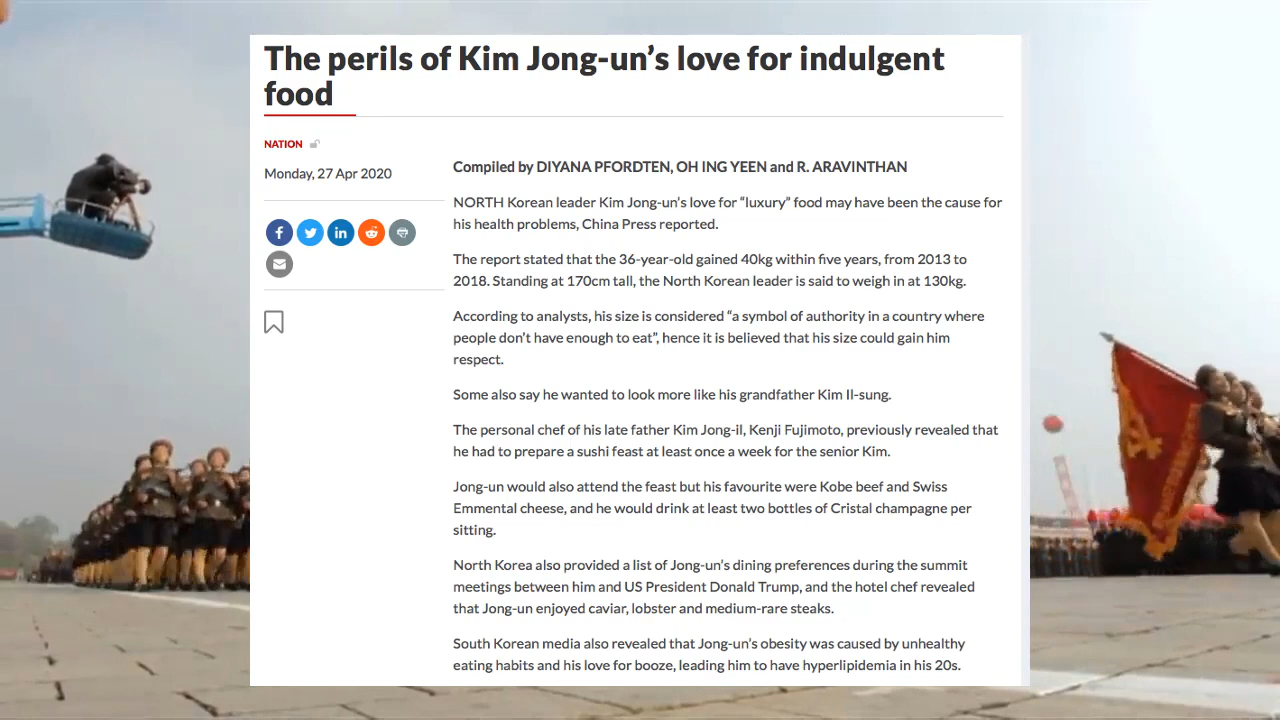 The perils of Kim Jong-un’s love for indulgent
food
NATION
Monday, 27 Apr 2020
Compiled by DIYANA PFORDTEN, OH ING YEEN and R. ARAVINTHAN
NORTH Korean leader Kim Jong-un’s love for “luxury” food may have been the cause for
his health problems, China Press reported.
The report stated that the 36-year-old gained 40kg within five years, from 2013 to
2018. Standing at 170cm tall, the North Korean leader is said to weigh in at 130kg.
According to analysts, his size is considered “a symbol of authority in a country where
people don’t have enough to eat”, hence it is believed that his size could gain him
respect.
Some also say he wanted to look more like his grandfather Kim Il-sung.
The personal chef of his late father Kim Jong-il, Kenji Fujimoto, previously revealed that
he had to prepare a sushi feast at least once a week for the senior Kim.
Jong-un would also attend the feast but his favourite were Kobe beef and Swiss
Emmental cheese, and he would drink at least two bottles of Cristal champagne per
sitting.
North Korea also provided a list of Jong-un’s dining preferences during the summit
meetings between him and US President Donald Trump, and the hotel chef revealed
that Jong-un enjoyed caviar, lobster and medium-rare steaks.
South Korean media also revealed that Jong-un’s obesity was caused by unhealthy
eating habits and his love for booze, leading him to have hyperlipidemia in his 20s.